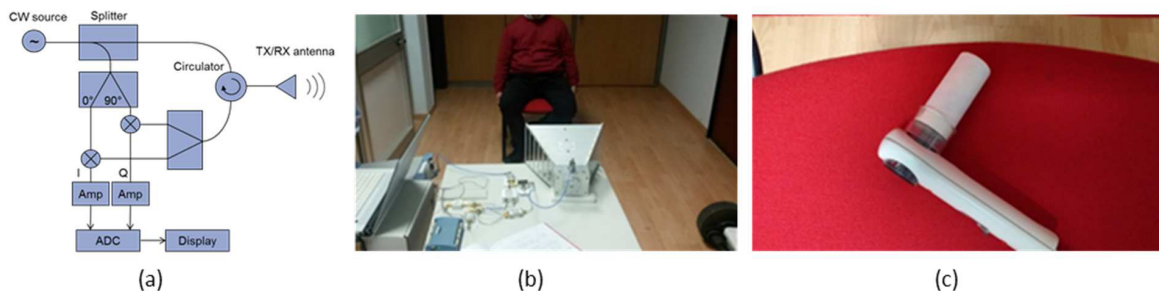 CW source
Splitter
TX/RX antenna
Circulator
0° 90°
I Q
Amp Amp
ADC Display
(a) (b) (c)